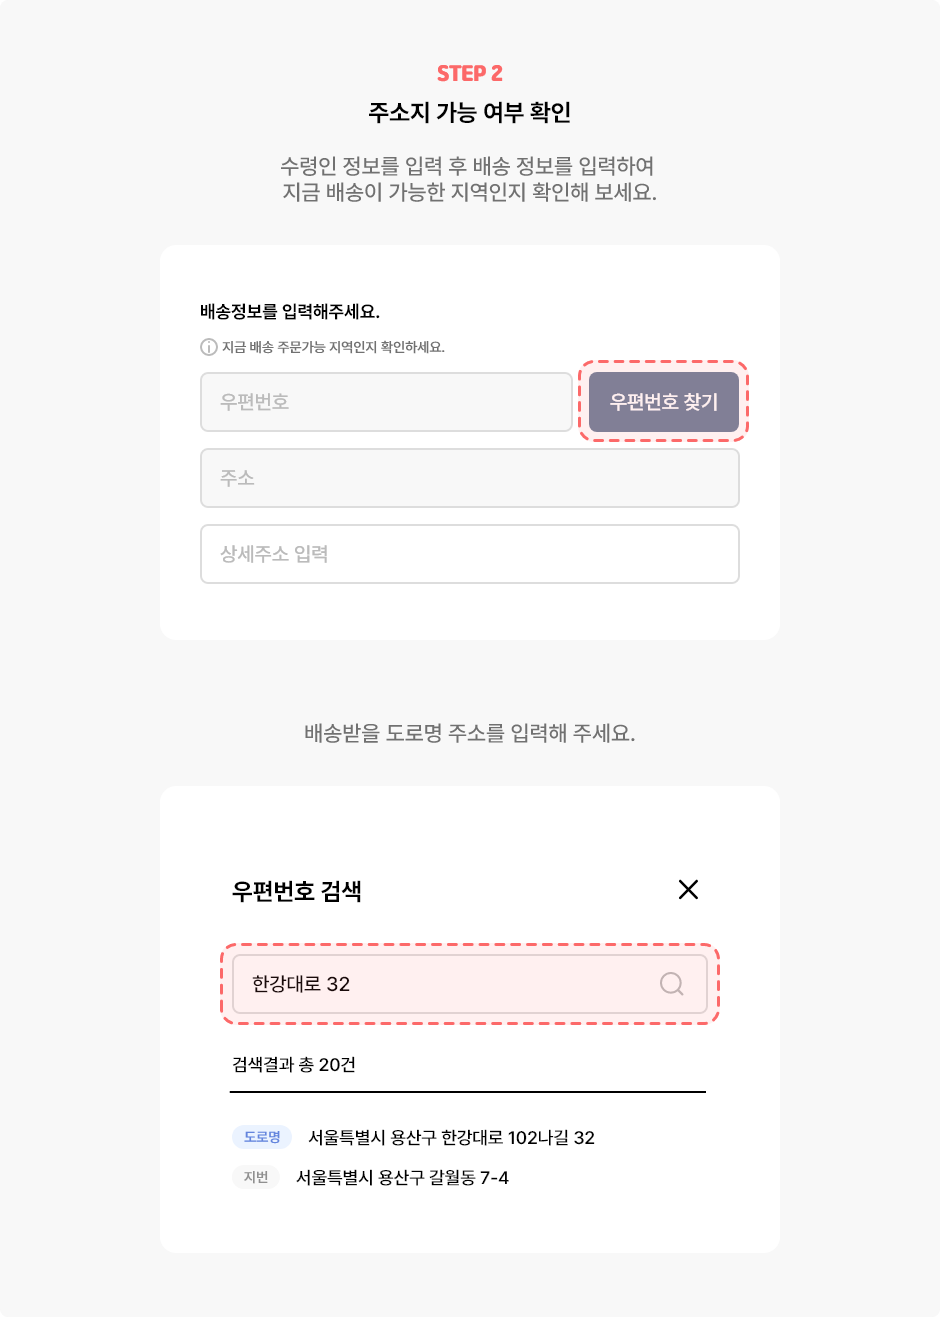 STEP 2
주소지 가능 여부 확인
수령인 정보를 입력 후 배송 정보를 입력하여
지금 배송이 가능한 지역인지 확인해 보세요.
배송정보를 입력해주세요.
지금 배송 주문가능 지역인지 확인하세요.
우편번호
우편번호 찾기
주소
상세주소 입력
배송받을 도로명 주소를 입력해 주세요.
우편번호 검색
한강대로 32
검색결과 총 20건
도로명 서울특별시 용산구 한강대로 102나길 32
지번 서울특별시 용산구 갈월동 7-4